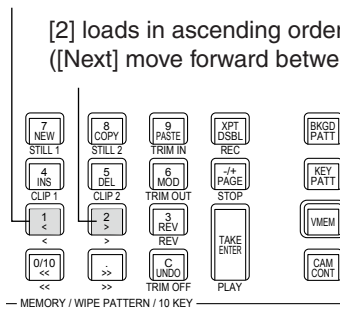 [2] loads in ascending order
([Next] move forward betwe
7 NEW
8 COPY
9 PASTE
XPT DSBL
BKGD PATT
STILL 1
STILL 2
TRIM IN
REC
4 INS
5 DEL
6 MOD
-/+ PAGE
KEY PATT
CLIP 1
CLIP 2
TRIM OUT
STOP
1 <
2 >
3 REV
TAKE ENTER
VMEM
<
>
REV
0/10 <<
. >>
C UNDO
CAM CONT
<<
>>
TRIM OFF
PLAY
MEMORY / WIPE PATTERN / 10 KEY